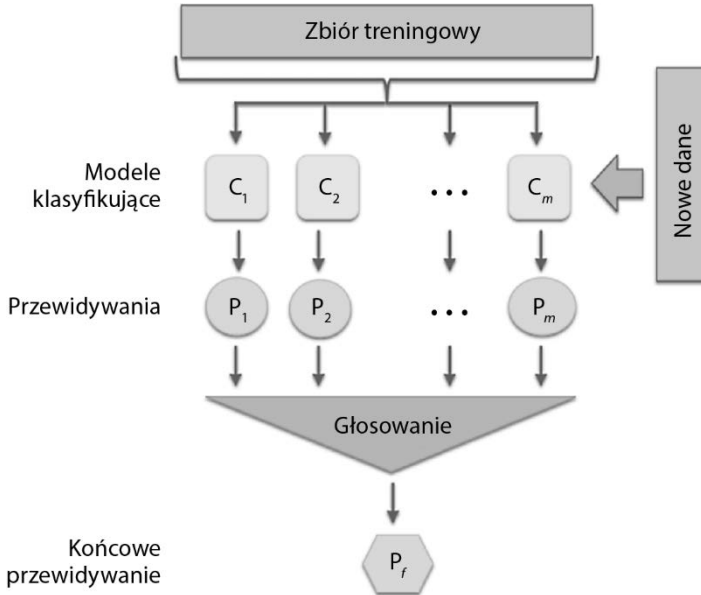 Zbiór treningowy
Modele
klasyfikujące
C1
C2
...
Cm
Nowe dane
Przewidywania
P1
P2
...
Pm
Głosowanie
Końcowe
przewidywanie
Pf